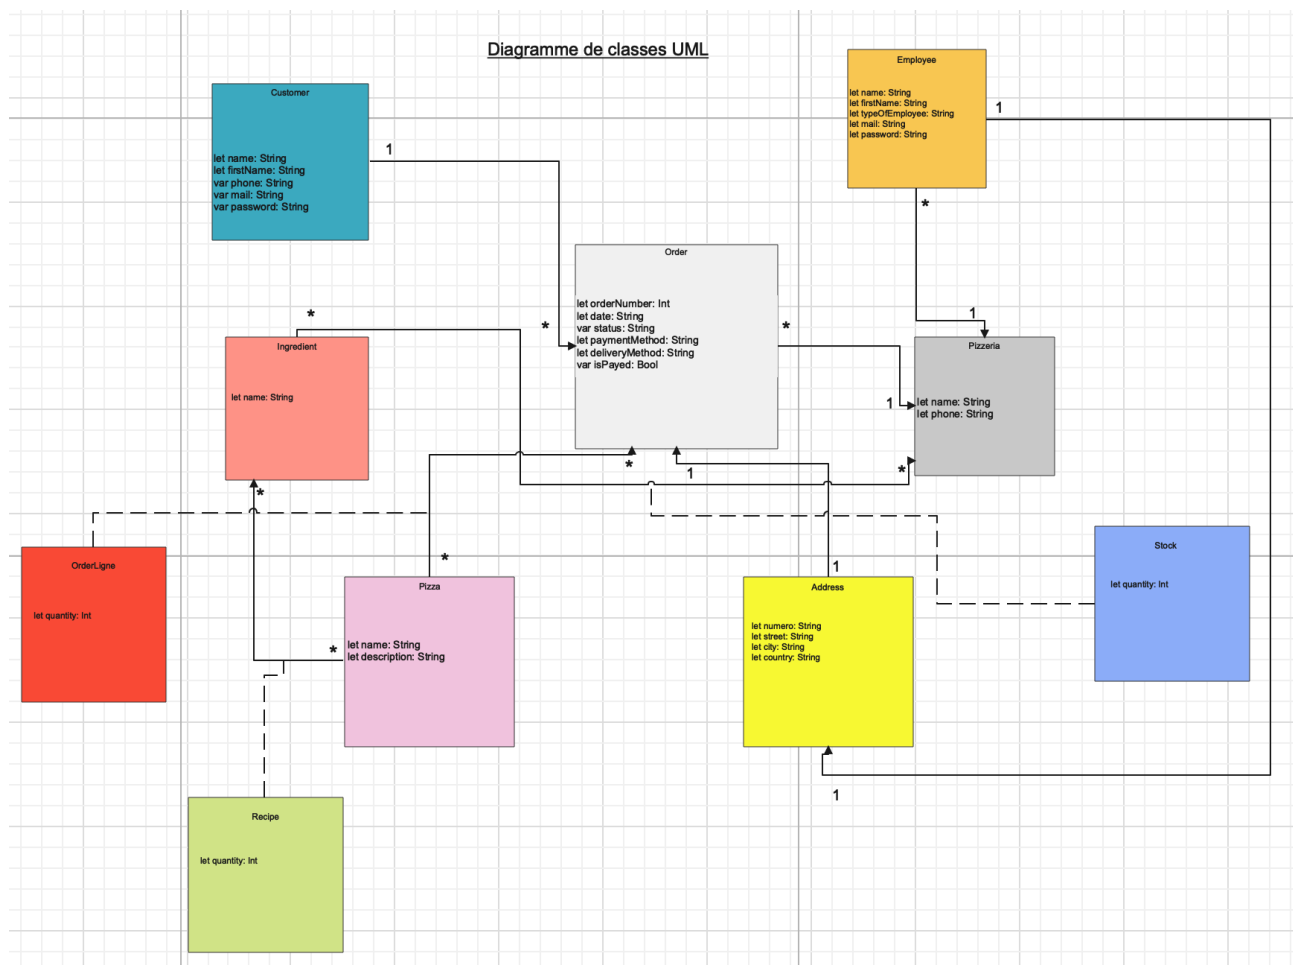 Diagramme de classes UML
Employee
let name: String
let firstName: String
let typeOfEmployee: String
let mail: String
let password: String
1
*
1
Customer
let name: String
let firstName: String
var phone: String
var mail: String
var password: String
1
Order
let orderNumber: Int
let date: String
var status: String
let paymentMethod: String
let deliveryMethod: String
var isPayed: Bool
*
*
*
1
Pizzeria
let name: String
let phone: String
1
*
*
Ingredient
let name: String
*
OrderLigne
let quantity: Int
*
Pizza
let name: String
let description: String
*
1
Address
let numero: String
let street: String
let city: String
let country: String
1
Stock
let quantity: Int
Recipe
let quantity: Int